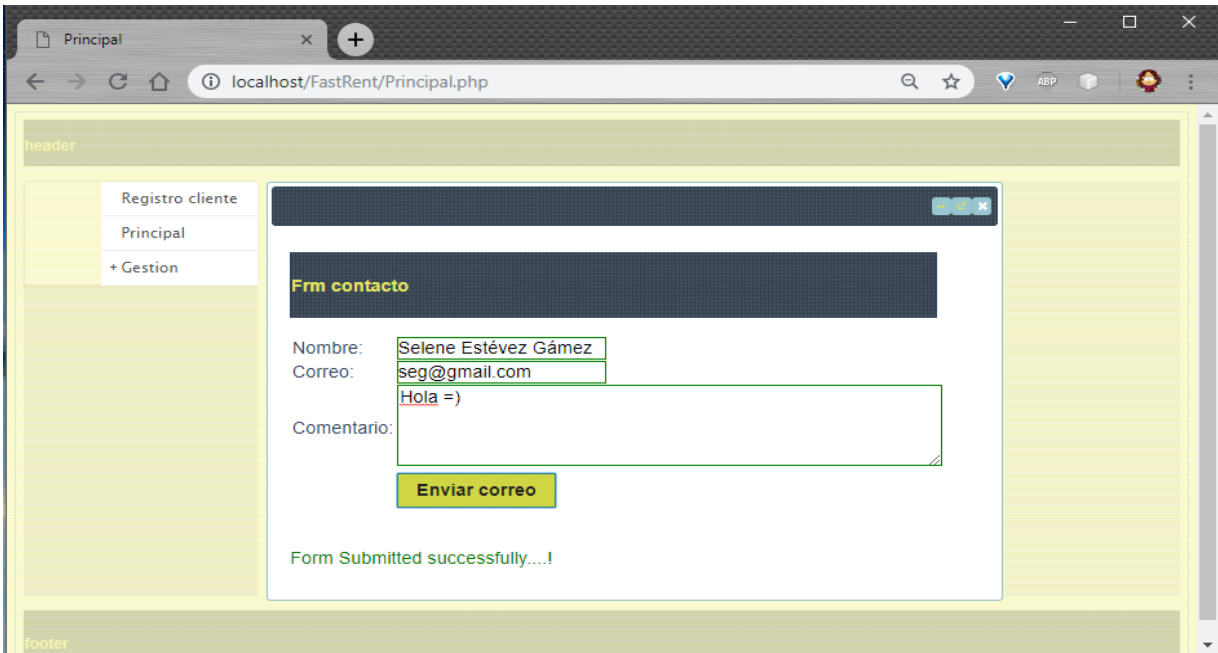 Principal
localhost/FastRent/Principal.php
ABP
header
Registro cliente
Principal
+ Gestion
Frm contacto
Nombre: Selene Estévez Gámez
Correo: seg@gmail.com
Comentario: Hola =)
Enviar correo
Form Submitted successfully....!
footer